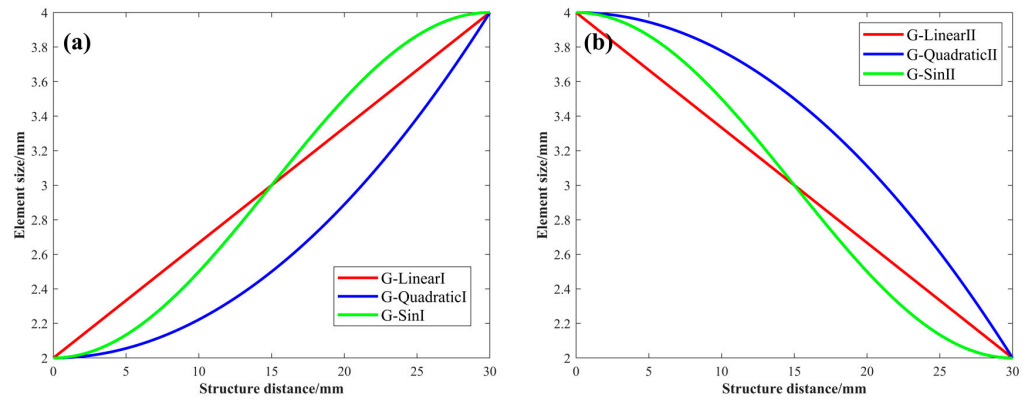 (a)
4
3.8
3.6
3.4
3.2
3
2.8
2.6
2.4
2.2
2
Element size/mm
G-LinearI
G-QuadraticI
G-SinI
0 5 10 15 20 25 30
Structure distance/mm
(b)
4
3.8
3.6
3.4
3.2
3
2.8
2.6
2.4
2.2
2
Element size/mm
G-LinearII
G-QuadraticII
G-SinII
0 5 10 15 20 25 30
Structure distance/mm